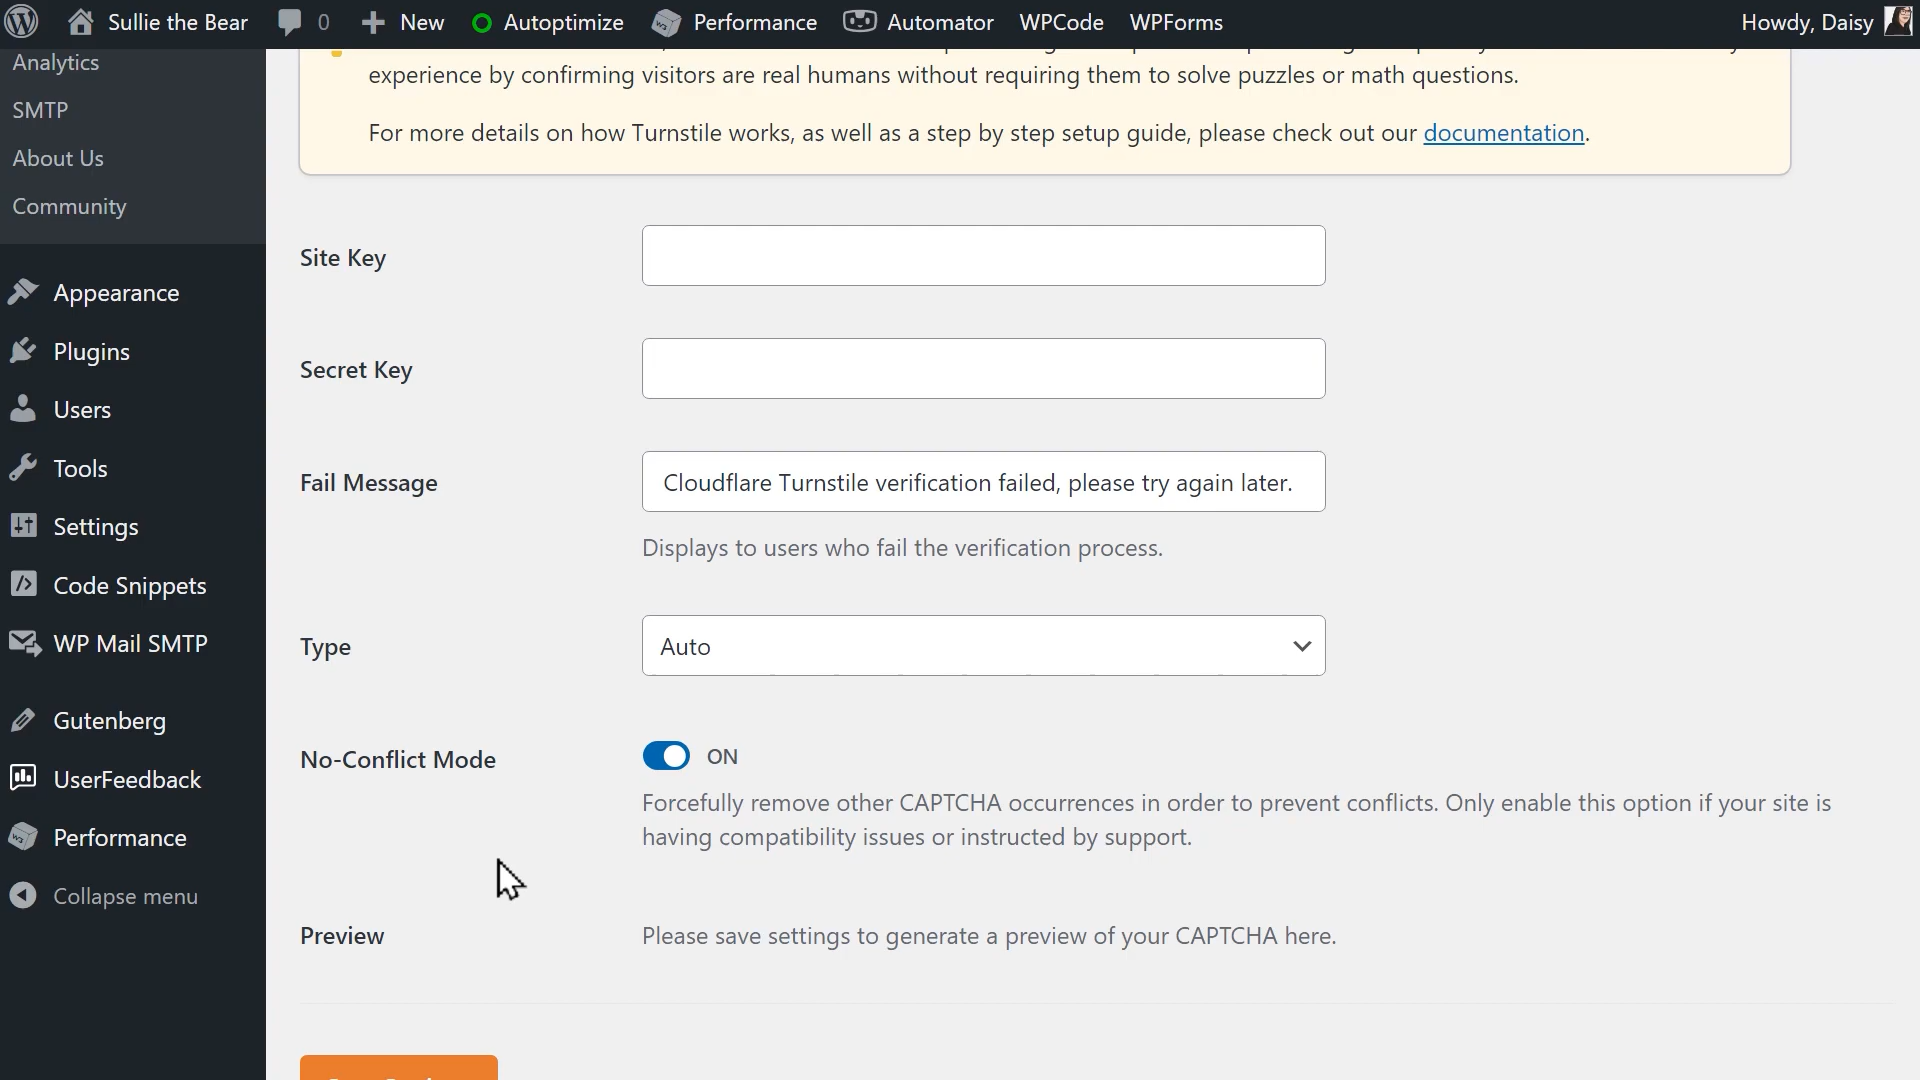 Sullie the Bear
0
New
Autoptimize
Performance
Automator
WPCode
WPForms
Howdy, Daisy
Analytics
SMTP
About Us
Community
Appearance
Plugins
Users
Tools
Settings
Code Snippets
WP Mail SMTP
Gutenberg
UserFeedback
Performance
Collapse menu
experience by confirming visitors are real humans without requiring them to solve puzzles or math questions.
For more details on how Turnstile works, as well as a step by step setup guide, please check out our documentation.
Site Key
Secret Key
Fail Message
Cloudflare Turnstile verification failed, please try again later.
Displays to users who fail the verification process.
Type
Auto
No-Conflict Mode
ON
Forcefully remove other CAPTCHA occurrences in order to prevent conflicts. Only enable this option if your site is
having compatibility issues or instructed by support.
Preview
Please save settings to generate a preview of your CAPTCHA here.